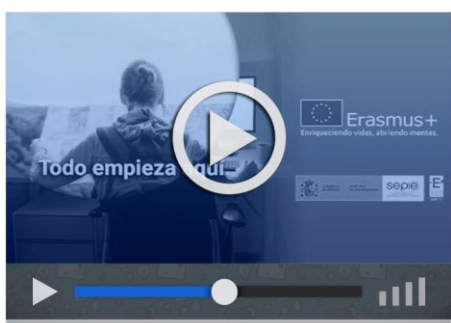 Todo empieza aquí
Erasmus+
Enriqueciendo vidas, abriendo mentes.
sepie